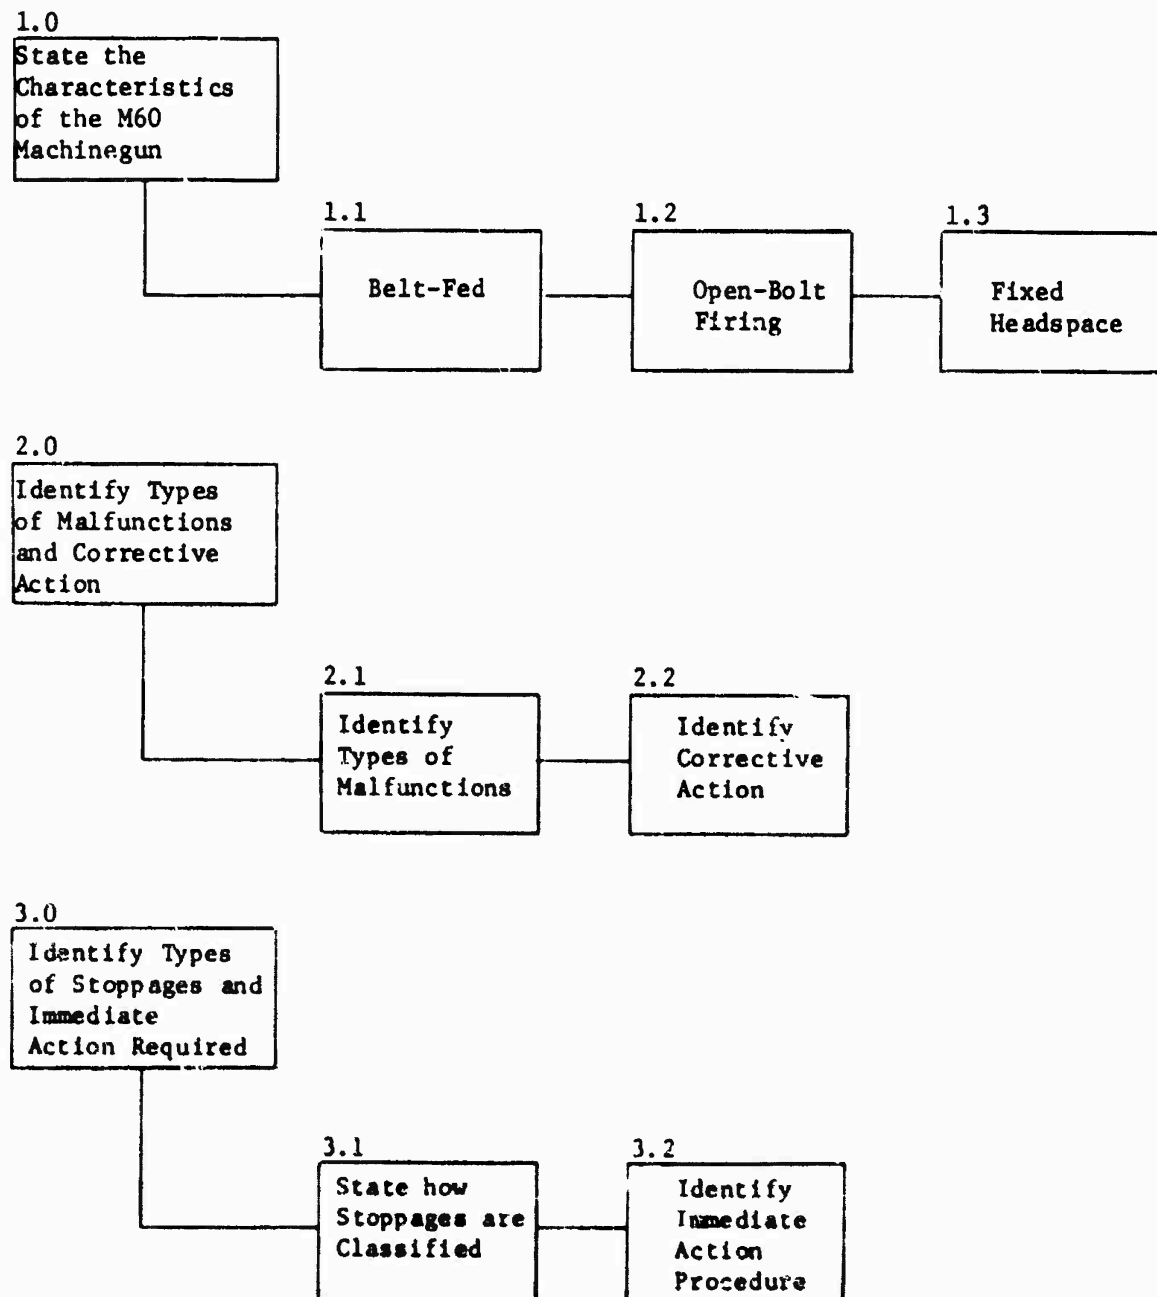 1.0
State the
Characteristics
of the M60
Machinegun
1.1
Belt-Fed
1.2
Open-Bolt
Firing
1.3
Fixed
Headspace
2.0
Identify Types
of Malfunctions
and Corrective
Action
2.1
Identify
Types of
Malfunctions
2.2
Identify
Corrective
Action
3.0
Identify Types
of Stoppages and
Immediate
Action Required
3.1
State how
Stoppages are
Classified
3.2
Identify
Immediate
Action
Procedure